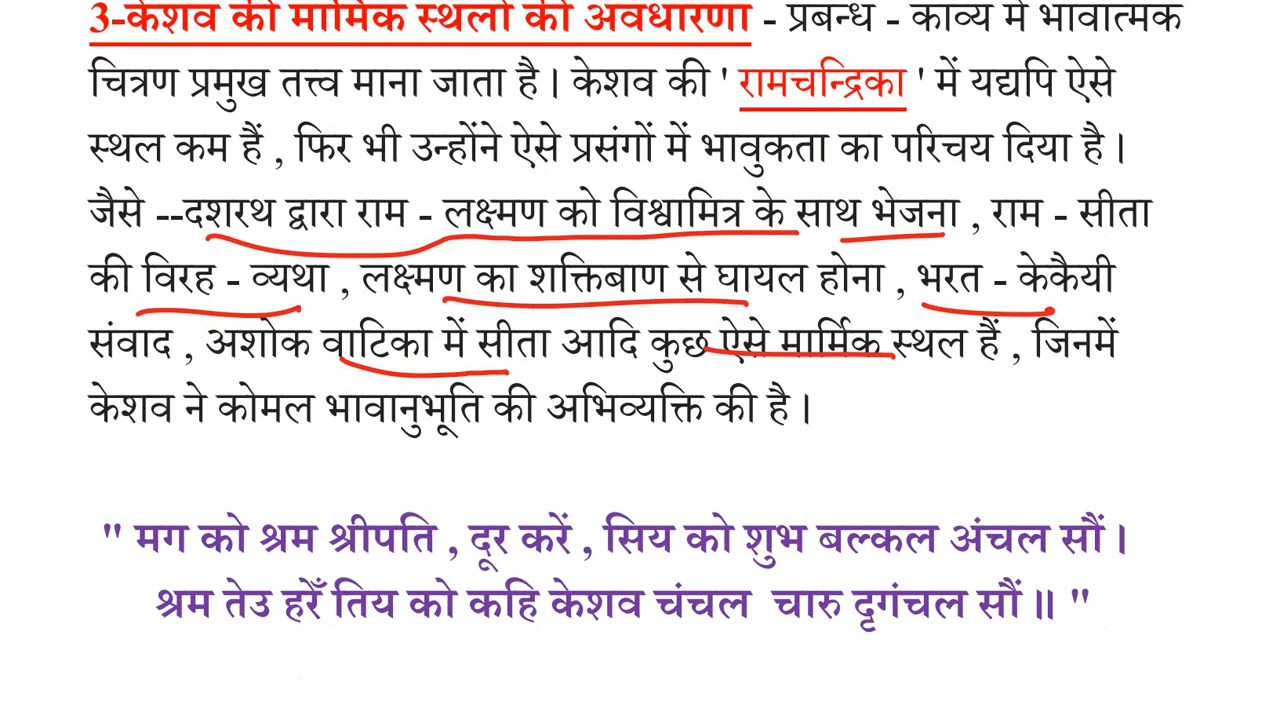 3-केशव की मार्मिक स्थलों की अवधारणा - प्रबन्ध - काव्य में भावात्मक
चित्रण प्रमुख तत्त्व माना जाता है। केशव की ' रामचन्द्रिका ' में यद्यपि ऐसे
स्थल कम हैं , फिर भी उन्होंने ऐसे प्रसंगों में भावुकता का परिचय दिया है।
जैसे --दशरथ द्वारा राम - लक्ष्मण को विश्वामित्र के साथ भेजना , राम - सीता
की विरह - व्यथा , लक्ष्मण का शक्तिबाण से घायल होना , भरत - केकैयी
संवाद , अशोक वाटिका में सीता आदि कुछ ऐसे मार्मिक स्थल हैं , जिनमें
केशव ने कोमल भावानुभूति की अभिव्यक्ति की है।
" मग को श्रम श्रीपति , दूर करें , सिय को शुभ बल्कल अंचल सौं।
श्रम तेउ हरेँ तिय को कहि केशव चंचल चारु दृगंचल सौं॥ "